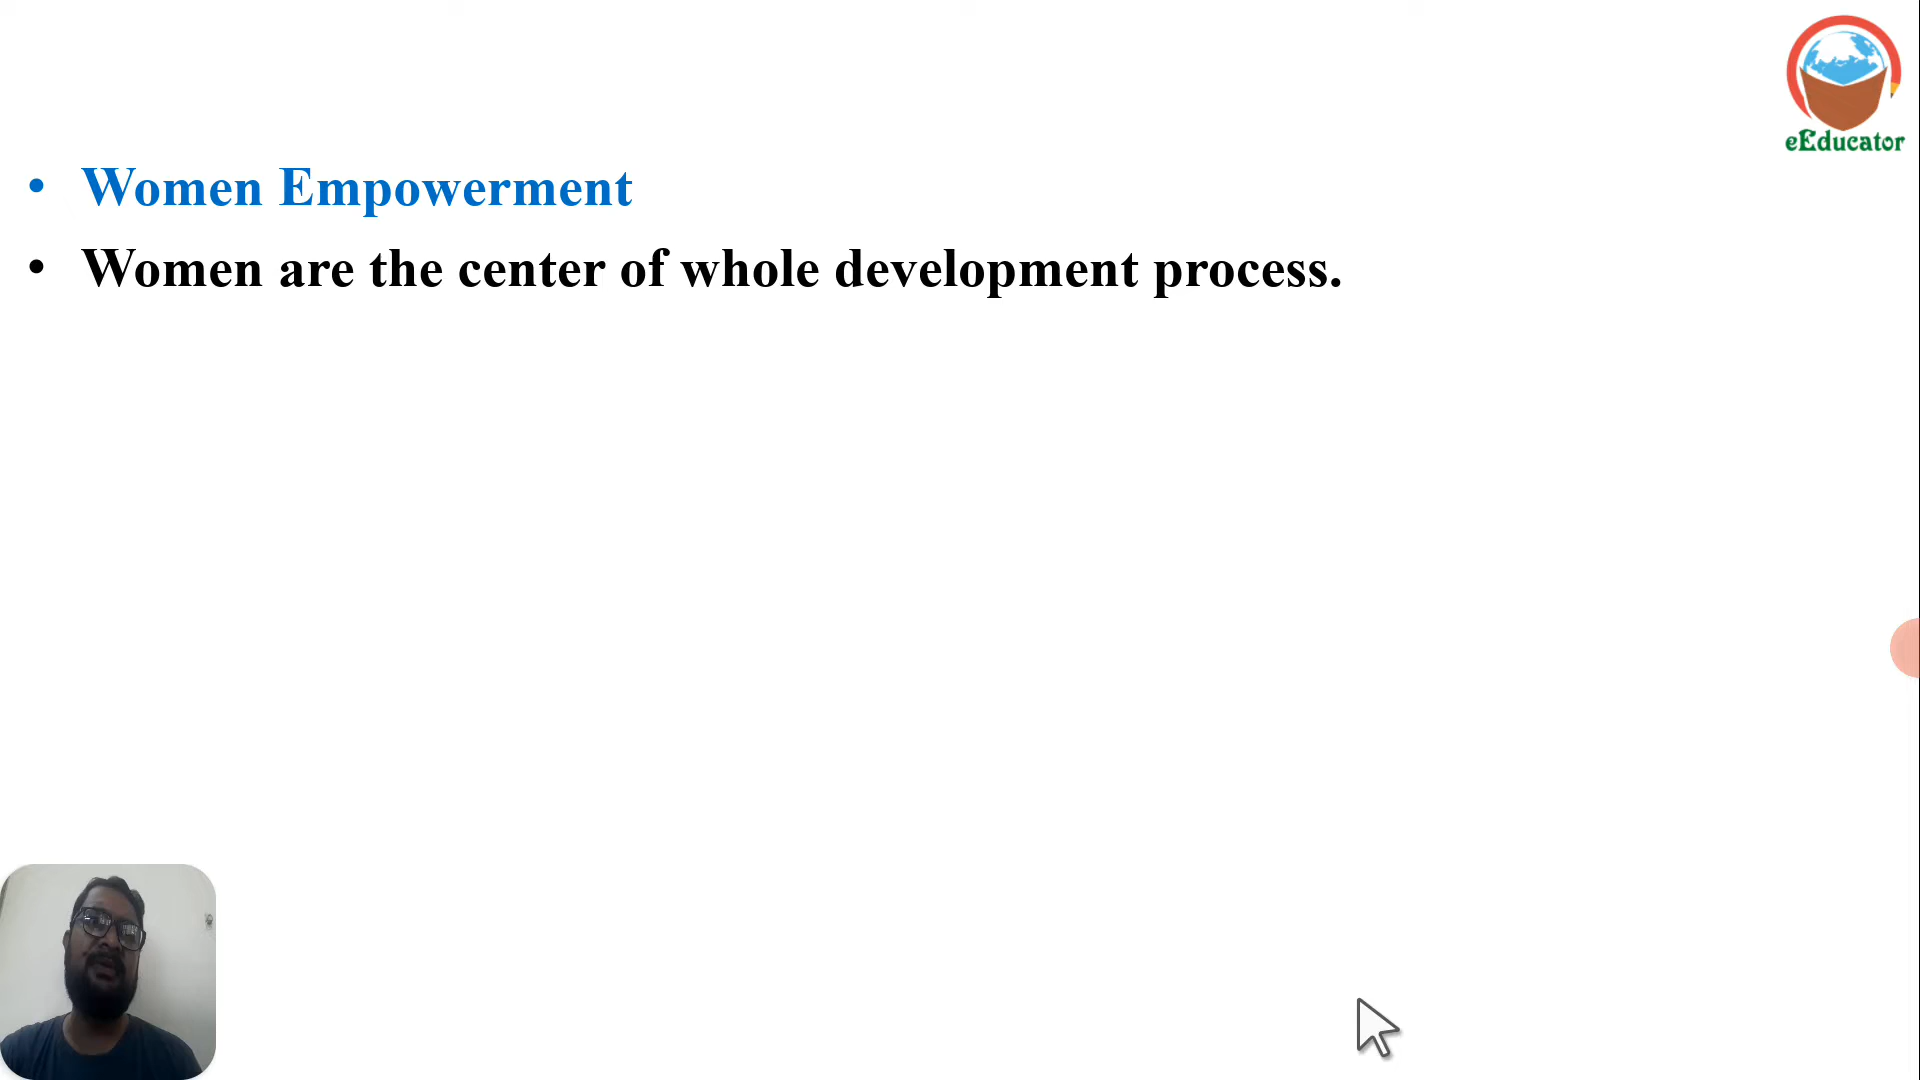 eEducator
• Women Empowerment
• Women are the center of whole development process.